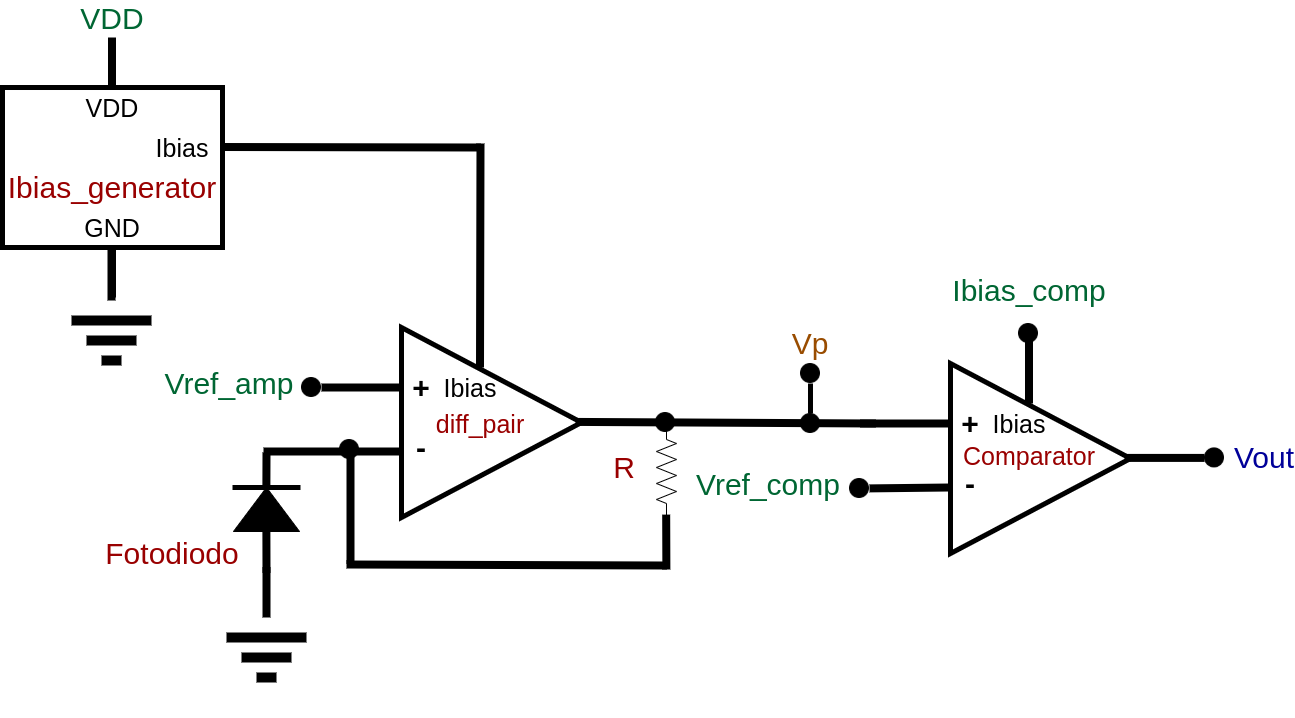 VDD
VDD
Ibias
Ibias_generator
GND
Ibias_comp
Vp
Vref_amp
+ Ibias
diff_pair
-
+ Ibias
Comparator
-
Vout
R
Vref_comp
Fotodiodo